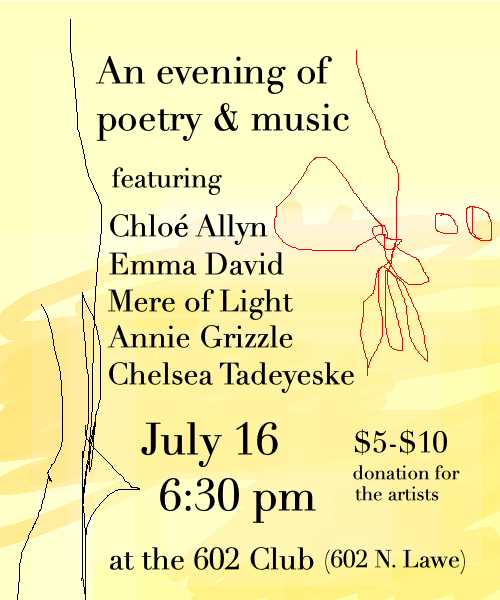 An evening of
poetry & music
featuring
Chloé Allyn
Emma David
Mere of Light
Annie Grizzle
Chelsea Tadeyeske
July 16
6:30 pm
$5-$10
donation for
the artists
at the 602 Club (602 N. Lawe)